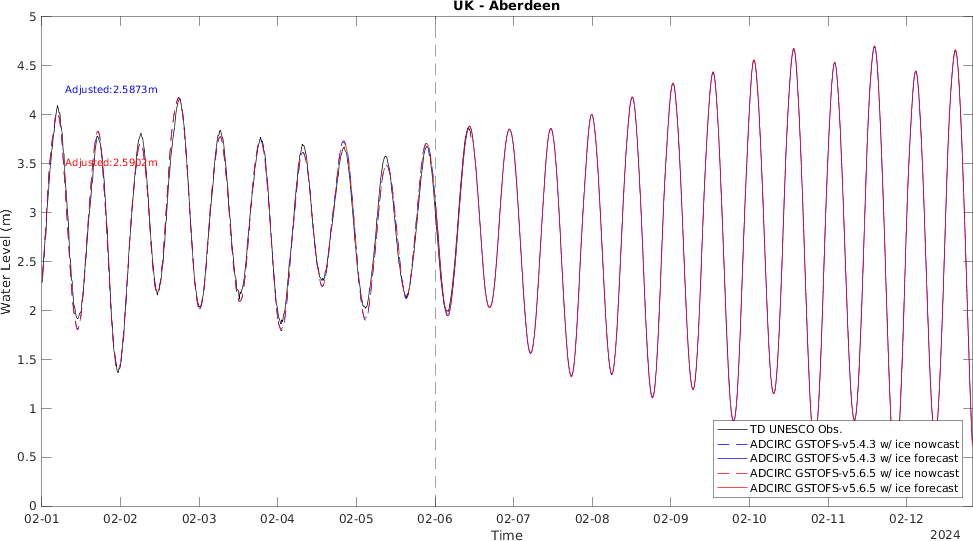 UK - Aberdeen
5
4.5
4
3.5
3
2.5
2
1.5
1
0.5
0
Water Level (m)
Adjusted:2.5873m
Adjusted:2.5902m
TD UNESCO Obs.
ADCIRC GSTOFS-v5.4.3 w/ ice nowcast
ADCIRC GSTOFS-v5.4.3 w/ ice forecast
ADCIRC GSTOFS-v5.6.5 w/ ice nowcast
ADCIRC GSTOFS-v5.6.5 w/ ice forecast
02-01 02-02 02-03 02-04 02-05 02-06 02-07 02-08 02-09 02-10 02-11 02-12
Time
2024